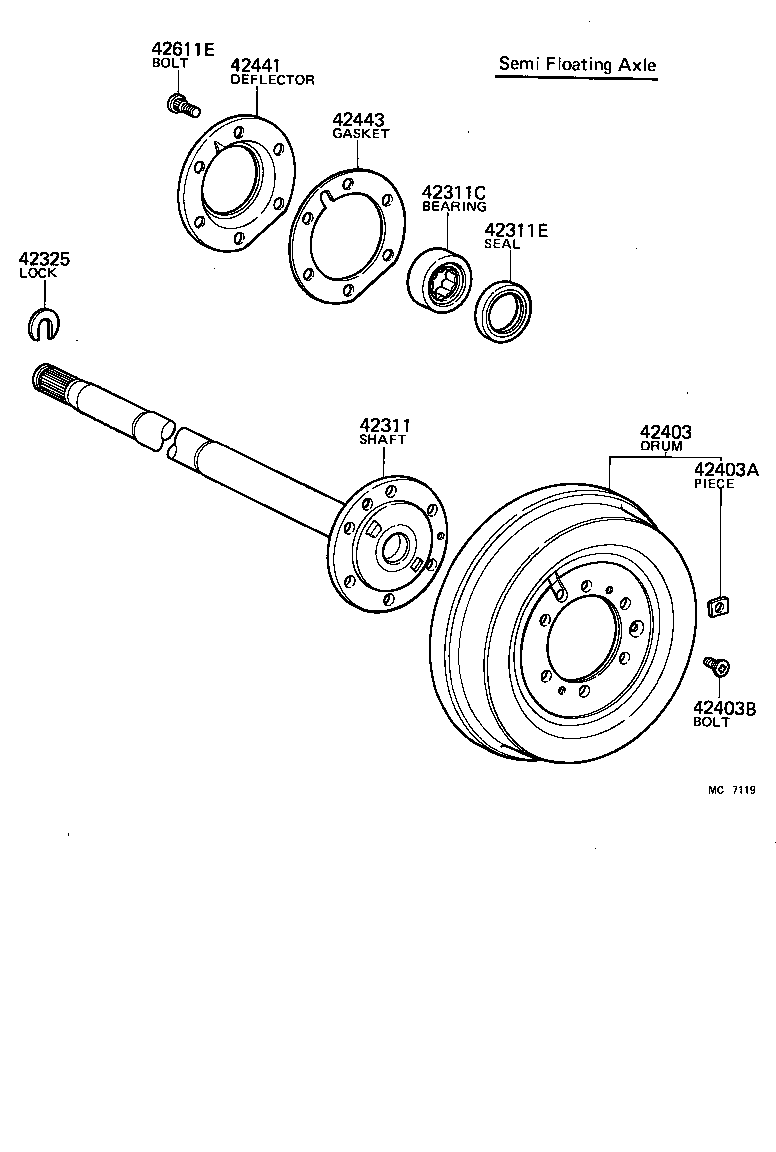 Semi Floating Axle
42611E
BOLT
42441
DEFLECTOR
42443
GASKET
42311C
BEARING
42311E
SEAL
42325
LOCK
42311
SHAFT
42403
DRUM
42403A
PIECE
42403B
BOLT
MC 7119